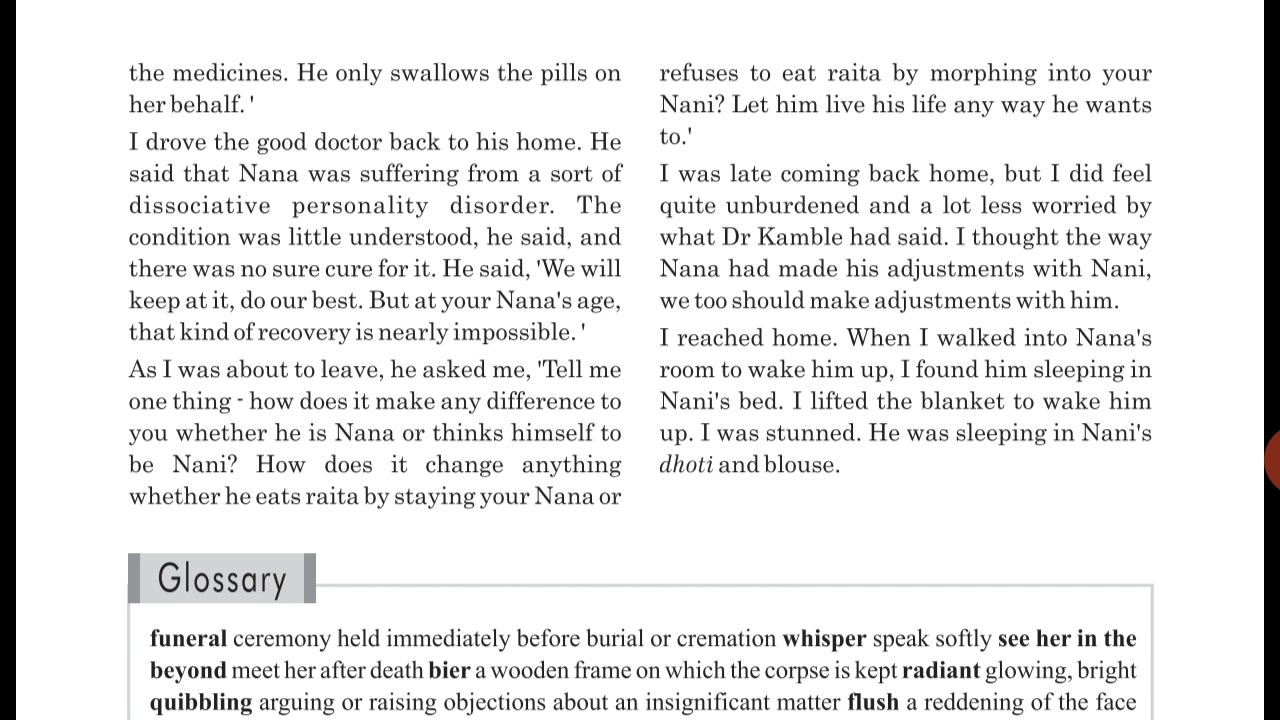 the medicines. He only swallows the pills on
her behalf. '
I drove the good doctor back to his home. He
said that Nana was suffering from a sort of
dissociative personality disorder. The
condition was little understood, he said, and
there was no sure cure for it. He said, 'We will
keep at it, do our best. But at your Nana's age,
that kind of recovery is nearly impossible. '
As I was about to leave, he asked me, 'Tell me
one thing - how does it make any difference to
you whether he is Nana or thinks himself to
be Nani? How does it change anything
whether he eats raita by staying your Nana or
refuses to eat raita by morphing into your
Nani? Let him live his life any way he wants
to.'
I was late coming back home, but I did feel
quite unburdened and a lot less worried by
what Dr Kamble had said. I thought the way
Nana had made his adjustments with Nani,
we too should make adjustments with him.
I reached home. When I walked into Nana's
room to wake him up, I found him sleeping in
Nani's bed. I lifted the blanket to wake him
up. I was stunned. He was sleeping in Nani's
dhoti and blouse.
Glossary
funeral ceremony held immediately before burial or cremation whisper speak softly see her in the
beyond meet her after death bier a wooden frame on which the corpse is kept radiant glowing, bright
quibbling arguing or raising objections about an insignificant matter flush a reddening of the face